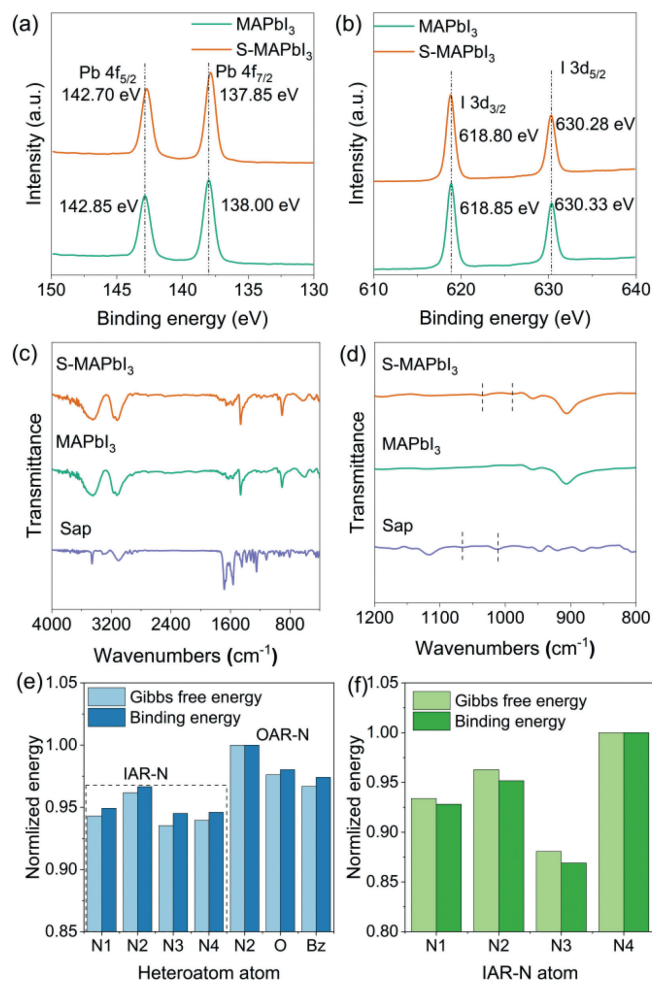 (a)
MAPbI₃
S-MAPbI₃
Pb 4f₅/₂
142.70 eV
Pb 4f₇/₂
137.85 eV
142.85 eV
138.00 eV
Intensity (a.u.)
150 145 140 135 130
Binding energy (eV)
(b)
MAPbI₃
S-MAPbI₃
I 3d₅/₂
I 3d₃/₂
618.80 eV
630.28 eV
618.85 eV
630.33 eV
Intensity (a.u.)
610 620 630 640
Binding energy (eV)
(c)
S-MAPbI₃
MAPbI₃
Sap
Transmittance
4000 3200 2400 1600 800
Wavenumbers (cm⁻¹)
(d)
S-MAPbI₃
MAPbI₃
Sap
Transmittance
1200 1100 1000 900 800
Wavenumbers (cm⁻¹)
(e)
1.05
1.00
0.95
0.90
0.85
Gibbs free energy
Binding energy
OAR-N
IAR-N
Normlized energy
N1 N2 N3 N4 N2 O Bz
Heteroatom atom
(f)
1.05
1.00
0.95
0.90
0.85
0.80
Gibbs free energy
Binding energy
Normlized energy
N1 N2 N3 N4
IAR-N atom